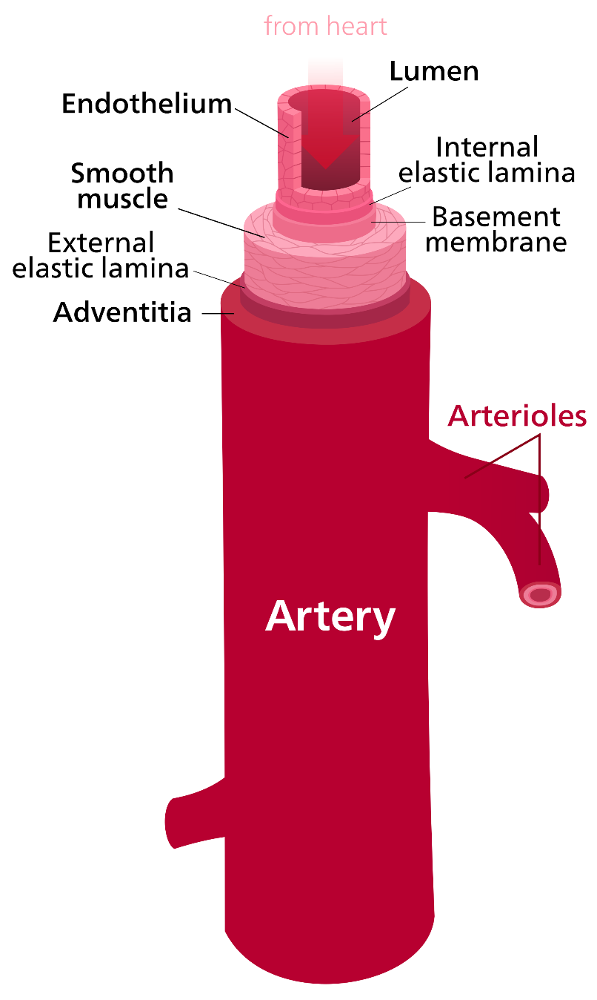 from heart
Lumen
Endothelium
Internal
elastic lamina
Smooth
muscle
Basement
membrane
External
elastic lamina
Adventitia
Arterioles
Artery